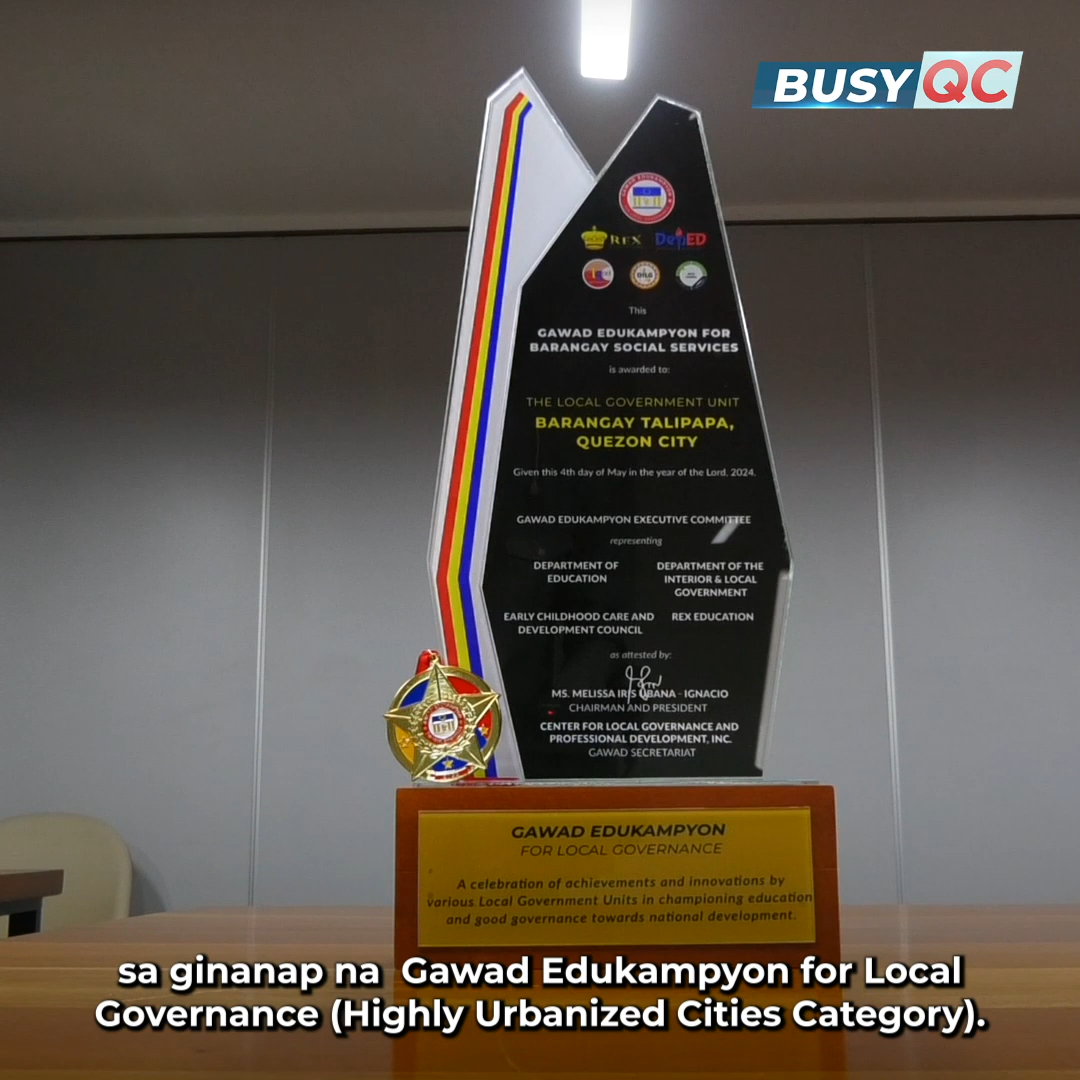 BUSY QC
GAWAD EDUKAMPYON
REX DepED
DILG
This
GAWAD EDUKAMPYON FOR
BARANGAY SOCIAL SERVICES
is awarded to:
THE LOCAL GOVERNMENT UNIT
BARANGAY TALIPAPA,
QUEZON CITY
Given this 4th day of May in the year of the Lord, 2024.
GAWAD EDUKAMPYON EXECUTIVE COMMITTEE
representing
DEPARTMENT OF
EDUCATION
DEPARTMENT OF THE
INTERIOR & LOCAL
GOVERNMENT
EARLY CHILDHOOD CARE AND
DEVELOPMENT COUNCIL
REX EDUCATION
as attested by:
MS. MELISSA IRIS UBANA - IGNACIO
CHAIRMAN AND PRESIDENT
CENTER FOR LOCAL GOVERNANCE AND
PROFESSIONAL DEVELOPMENT, INC.
GAWAD SECRETARIAT
GAWAD EDUKAMPYON
FOR LOCAL GOVERNANCE
A celebration of achievements and innovations by
various Local Government Units in championing education
and good governance towards national development.
sa ginanap na Gawad Edukampyon for Local
Governance (Highly Urbanized Cities Category).